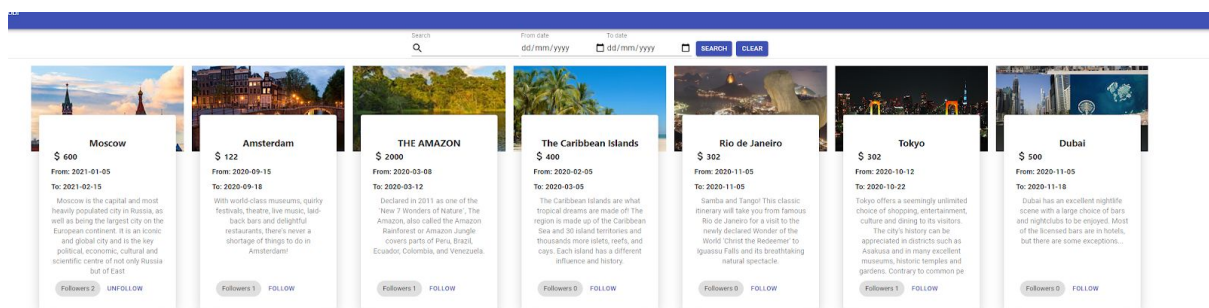 Search
From date
To date
dd/mm/yyyy
dd/mm/yyyy
SEARCH
CLEAR
Moscow
$ 600
From: 2021-01-05
To: 2021-02-15
Moscow is the capital and most
heavily populated city in Russia, as
well as being the largest city on the
European continent. It is an iconic
and global city and is the key
political, economic, cultural and
scientific centre of not only Russia
but of East
Followers 2
UNFOLLOW
Amsterdam
$ 122
From: 2020-09-15
To: 2020-09-18
With world-class museums, quirky
festivals, theatre, live music, laid-
back bars and delightful
restaurants, there's never a
shortage of things to do in
Amsterdam!
Followers 1
FOLLOW
THE AMAZON
$ 2000
From: 2020-03-08
To: 2020-03-12
Declared in 2011 as one of the
'New 7 Wonders of Nature', The
Amazon, also called the Amazon
Rainforest or Amazon Jungle
covers parts of Peru, Brazil,
Ecuador, Colombia, and Venezuela.
Followers 1
FOLLOW
The Caribbean Islands
$ 400
From: 2020-02-05
To: 2020-03-05
The Caribbean Islands are what
tropical dreams are made of! The
region is made up of the Caribbean
Sea and 30 island territories and
thousands more islets, reefs, and
cays. Each island has a different
influence and history.
Followers 0
FOLLOW
Rio de Janeiro
$ 302
From: 2020-11-05
To: 2020-11-05
Samba and Tango! This classic
itinerary will take you from famous
Rio de Janeiro for a visit to the
newly declared Wonder of the
World 'Christ the Redeemer' to
Iguassu Falls and its breathtaking
natural spectacle.
Followers 0
FOLLOW
Tokyo
$ 302
From: 2020-10-12
To: 2020-10-22
Tokyo offers a seemingly unlimited
choice of shopping, entertainment,
culture and dining to its visitors.
The city's history can be
appreciated in districts such as
Asakusa and in many excellent
museums, historic temples and
gardens. Contrary to common pe
Followers 1
FOLLOW
Dubai
$ 500
From: 2020-11-05
To: 2020-11-18
Dubai has an excellent nightlife
scene with a large choice of bars
and nightclubs to be enjoyed. Most
of the licensed bars are in hotels,
but there are some exceptions...
Followers 0
FOLLOW